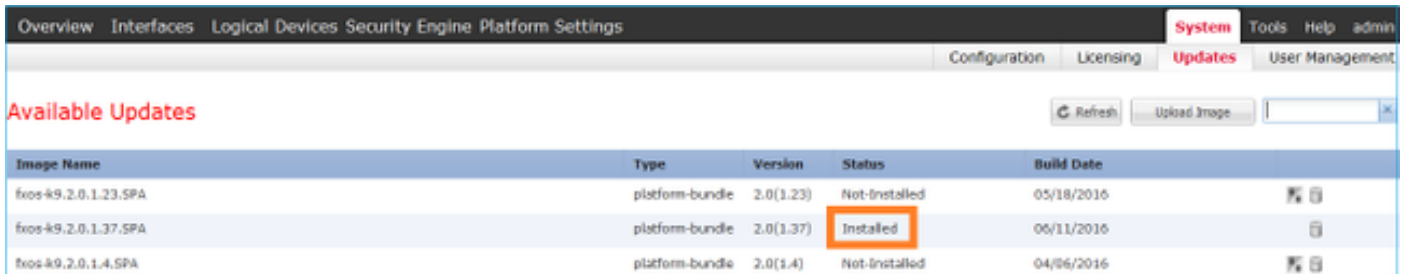 Overview Interfaces Logical Devices Security Engine Platform Settings System Tools Help admin
Configuration Licensing Updates User Management
Available Updates Refresh Upload Image
Image Name Type Version Status Build Date
fxos-k9.2.0.1.23.SPA platform-bundle 2.0(1.23) Not-Installed 05/18/2016
fxos-k9.2.0.1.37.SPA platform-bundle 2.0(1.37) Installed 06/11/2016
fxos-k9.2.0.1.4.SPA platform-bundle 2.0(1.4) Not-Installed 04/06/2016